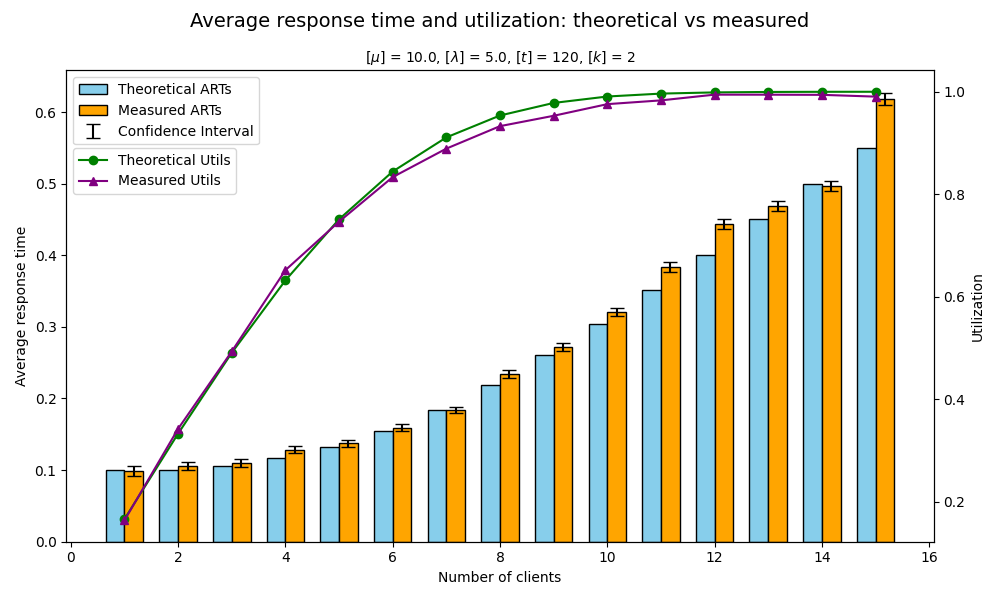 Average response time and utilization: theoretical vs measured
[μ] = 10.0, [λ] = 5.0, [t] = 120, [k] = 2
Theoretical ARTs
Measured ARTs
Confidence Interval
Theoretical Utils
Measured Utils
Average response time
0.6
0.5
0.4
0.3
0.2
0.1
0.0
1.0
0.8
0.6
0.4
0.2
Utilization
0 2 4 6 8 10 12 14 16
Number of clients